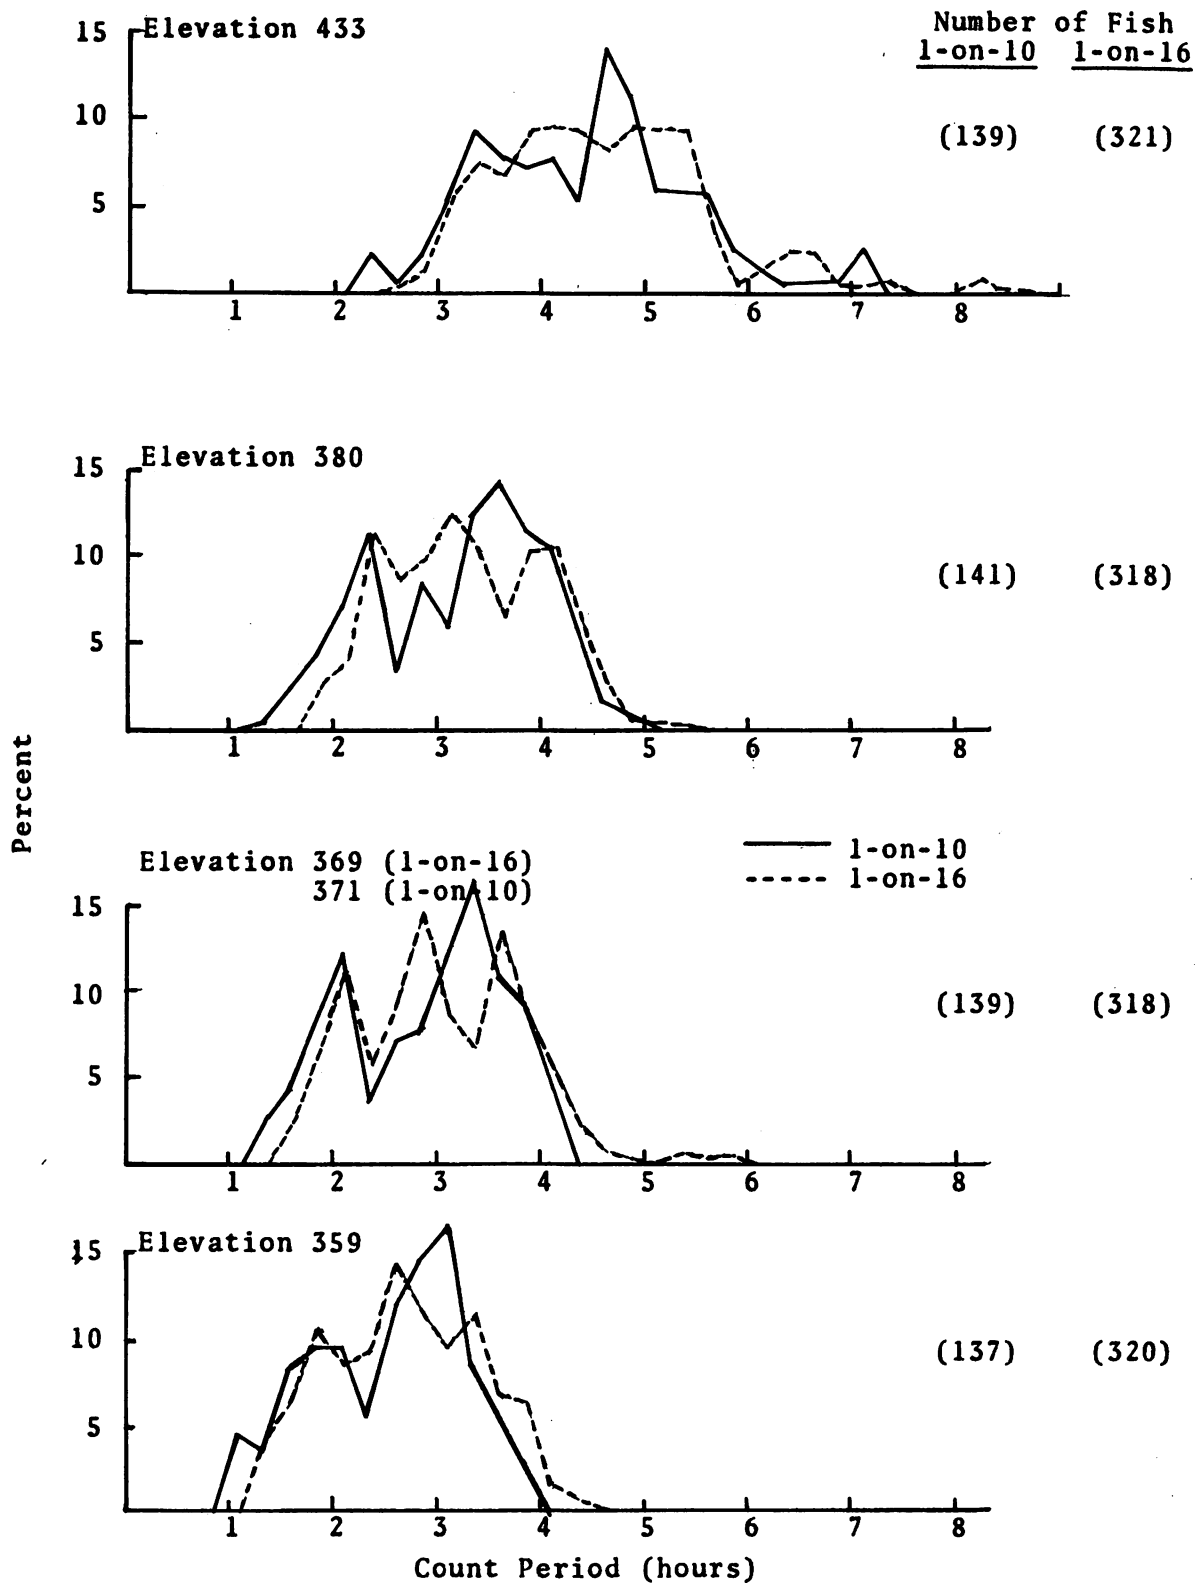 Number of Fish
1-on-10 1-on-16
15 Elevation 433
10 (139) (321)
5
1 2 3 4 5 6 7 8
15 Elevation 380
10 (141) (318)
5
1 2 3 4 5 6 7 8
Percent
Elevation 369 (1-on-16)
371 (1-on-10)
1-on-10
1-on-16
15
10 (139) (318)
5
1 2 3 4 5 6 7 8
15 Elevation 359
10 (137) (320)
5
1 2 3 4 5 6 7 8
Count Period (hours)